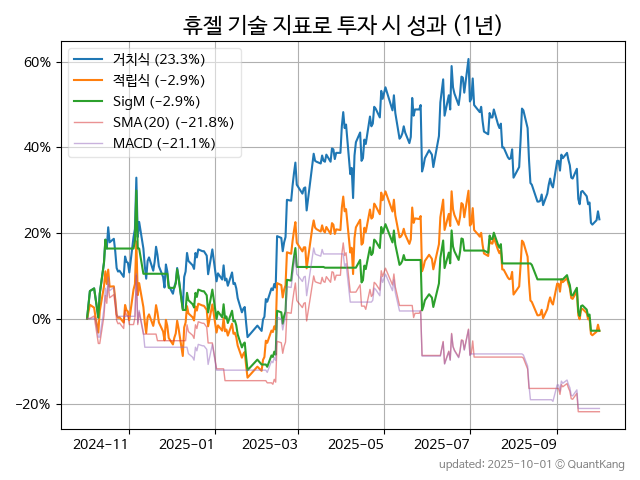 휴젤 기술 지표로 투자 시 성과 (1년)
60%
40%
20%
0%
−20%
거치식 (23.3%)
적립식 (−2.9%)
SigM (−2.9%)
SMA(20) (−21.8%)
MACD (−21.1%)
2024-11
2025-01
2025-03
2025-05
2025-07
2025-09
updated: 2025-10-01 ⓒ QuantKang